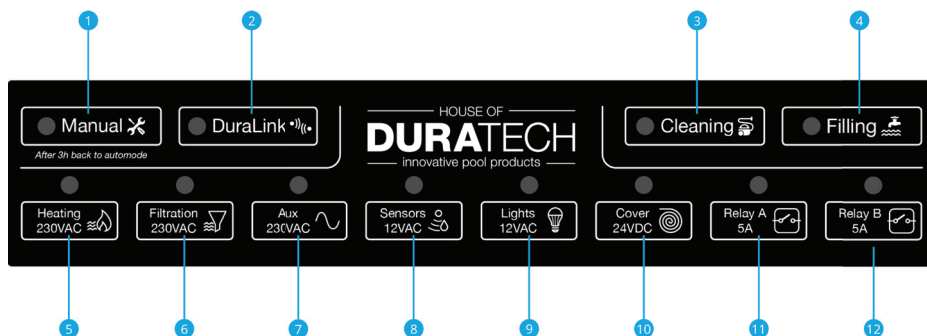 1
2
3
4
Manual
DuraLink
HOUSE OF
DURATECH
innovative pool products
Cleaning
Filling
After 3h back to automode
Heating
230VAC
Filtration
230VAC
Aux
230VAC
Sensors
12VAC
Lights
12VAC
Cover
24VDC
Relay A
5A
Relay B
5A
5
6
7
8
9
10
11
12